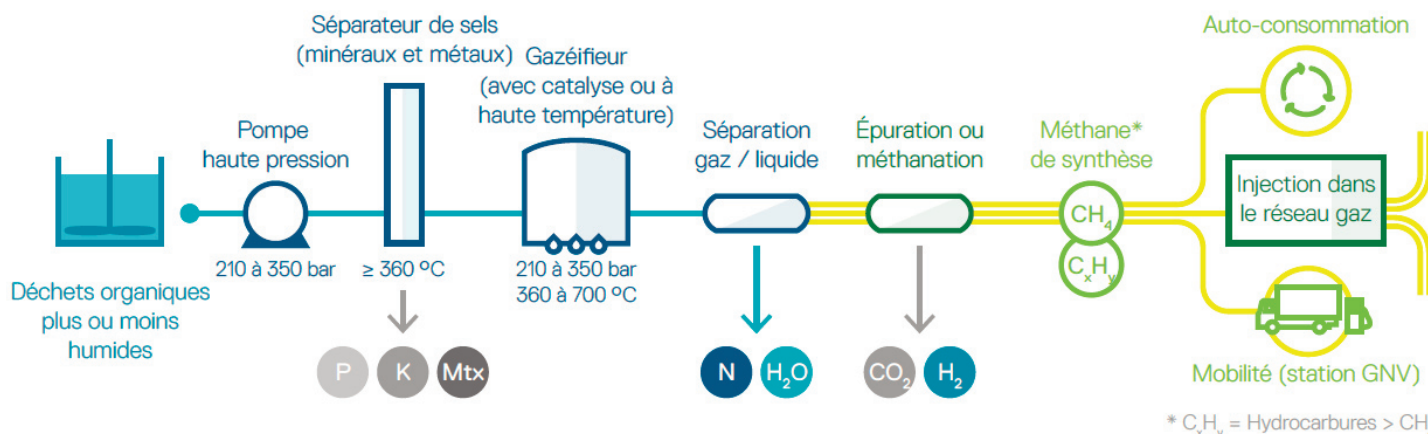 Séparateur de sels
(minéraux et métaux)
Gazéifieur
(avec catalyse ou à
haute température)
Pompe
haute pression
Séparation
gaz / liquide
Épuration ou
méthanation
Méthane*
de synthèse
Auto-consommation
Injection dans
le réseau gaz
CH₄
CₓHᵧ
210 à 350 bar
≥ 360 °C
210 à 350 bar
360 à 700 °C
Déchets organiques
plus ou moins
humides
P
K
Mtx
N
H₂O
CO₂
H₂
Mobilité (station GNV)
* CₓHᵧ = Hydrocarbures > CH